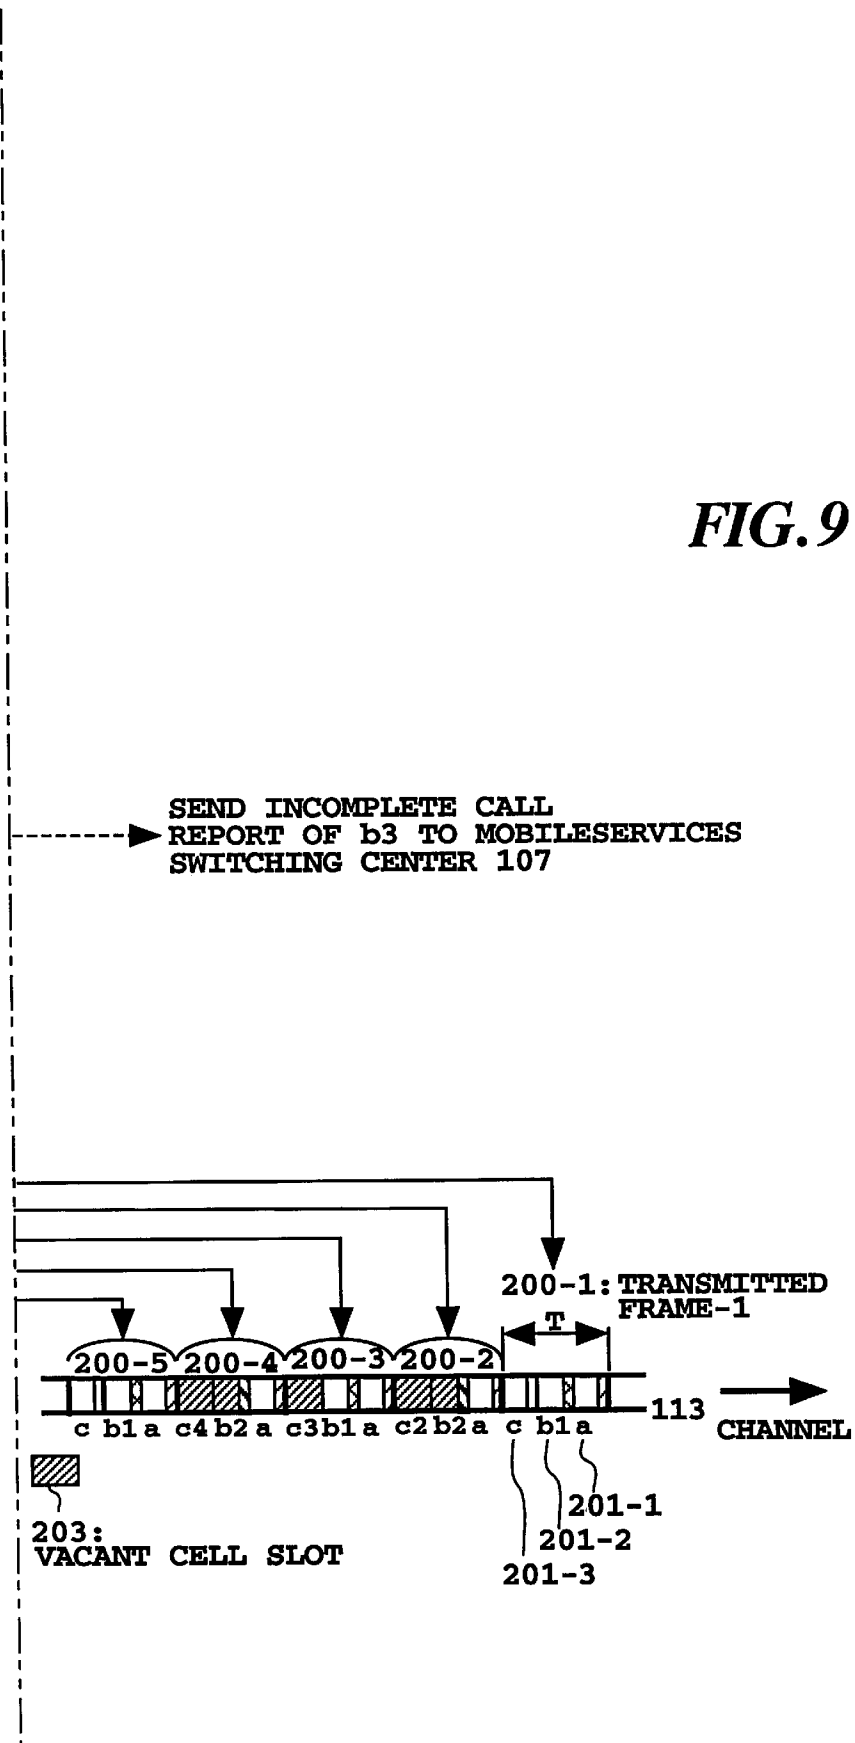 FIG.9
SEND INCOMPLETE CALL
REPORT OF b3 TO MOBILESERVICES
SWITCHING CENTER 107
200-1: TRANSMITTED
FRAME-1
T
200-5 200-4 200-3 200-2
113
c b1 a c4 b2 a c3 b1 a c2 b2 a c b1 a
CHANNEL
201-1
201-2
201-3
203:
VACANT CELL SLOT